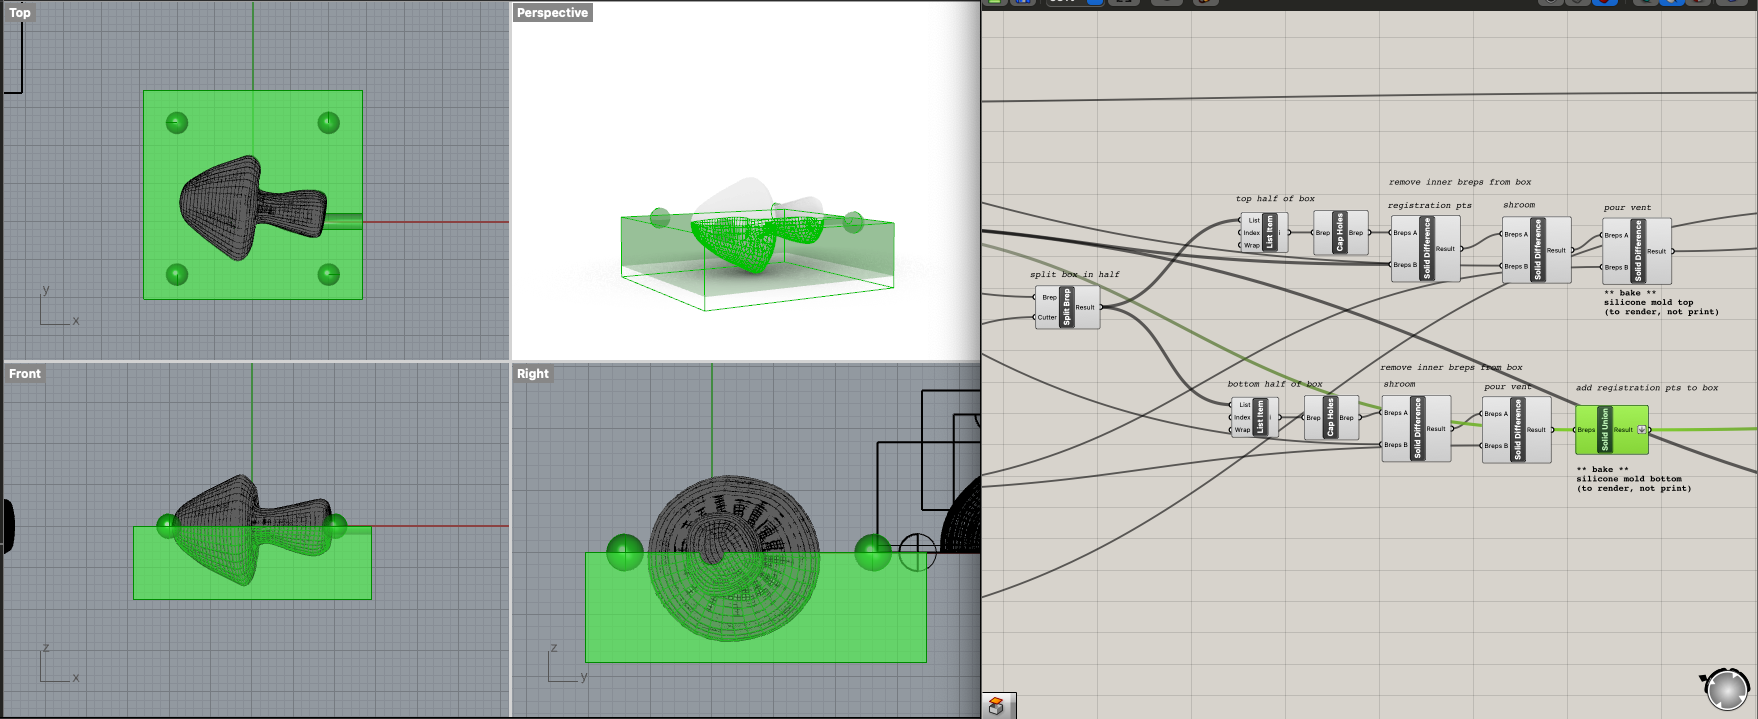 Top
y
x
Perspective
Front
z
x
Right
z
y
remove inner breps from box
top half of box
registration pts
shroom
pour vent
List
Index
Wrap
List Item
i
Brep
Cap Holes
Brep
Breps A
Breps B
Solid Difference
Result
Breps A
Breps B
Solid Difference
Result
Breps A
Breps B
Solid Difference
Result
** bake **
silicone mold top
(to render, not print)
split box in half
Brep
Cutter
Split Brep
Result
remove inner breps from box
bottom half of box
shroom
pour vent
add registration pts to box
List
Index
Wrap
List Item
i
Brep
Cap Holes
Brep
Breps A
Breps B
Solid Difference
Result
Breps A
Breps B
Solid Difference
Result
Breps
Solid Union
Result
** bake **
silicone mold bottom
(to render, not print)